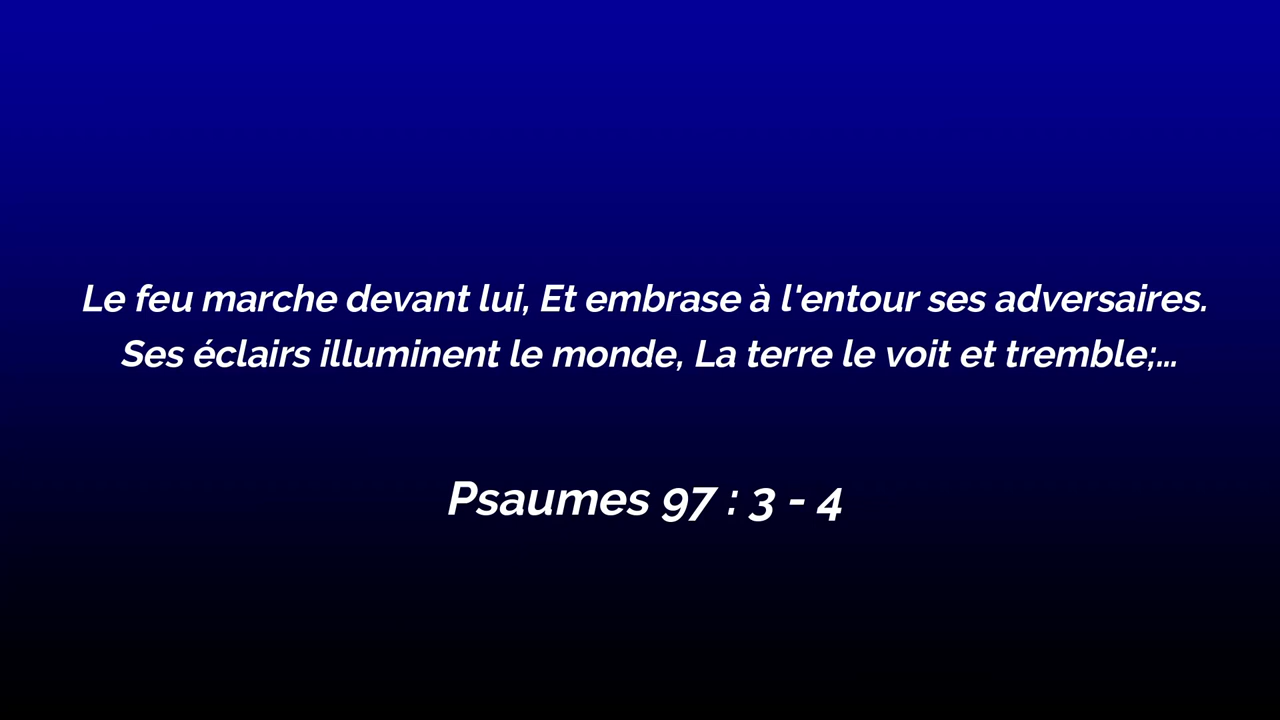 Le feu marche devant lui, Et embrase à l'entour ses adversaires.
Ses éclairs illuminent le monde, La terre le voit et tremble;...
Psaumes 97 : 3 - 4